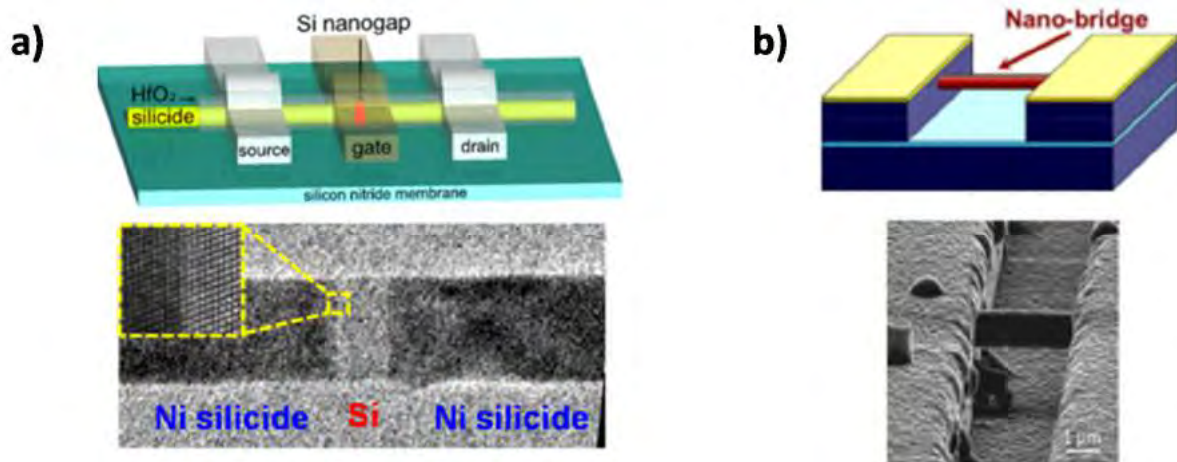 a)
Si nanogap
HfO₂
silicide
source
gate
drain
silicon nitride membrane
Ni silicide
Si
Ni silicide
b)
Nano-bridge
1 μm